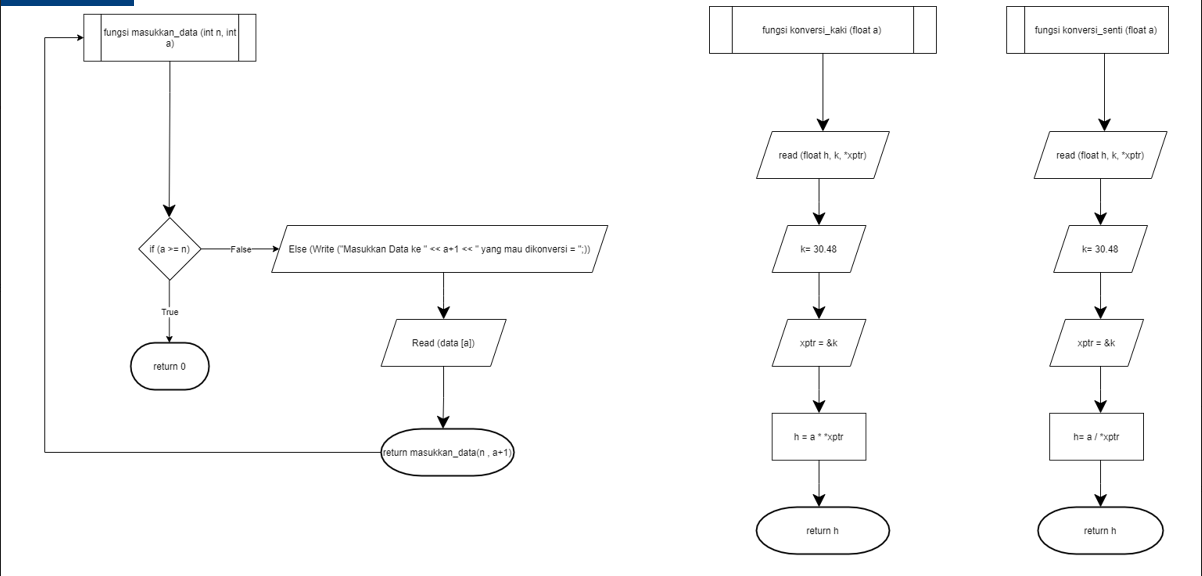 fungsi masukkan_data (int n, int
a)
if (a >= n)
False
Else (Write ("Masukkan Data ke " << a+1 << " yang mau dikonversi = ";))
True
Read (data [a])
return 0
return masukkan_data(n , a+1)
fungsi konversi_kaki (float a)
read (float h, k, *xptr)
k= 30.48
xptr = &k
h = a * *xptr
return h
fungsi konversi_senti (float a)
read (float h, k, *xptr)
k= 30.48
xptr = &k
h= a / *xptr
return h